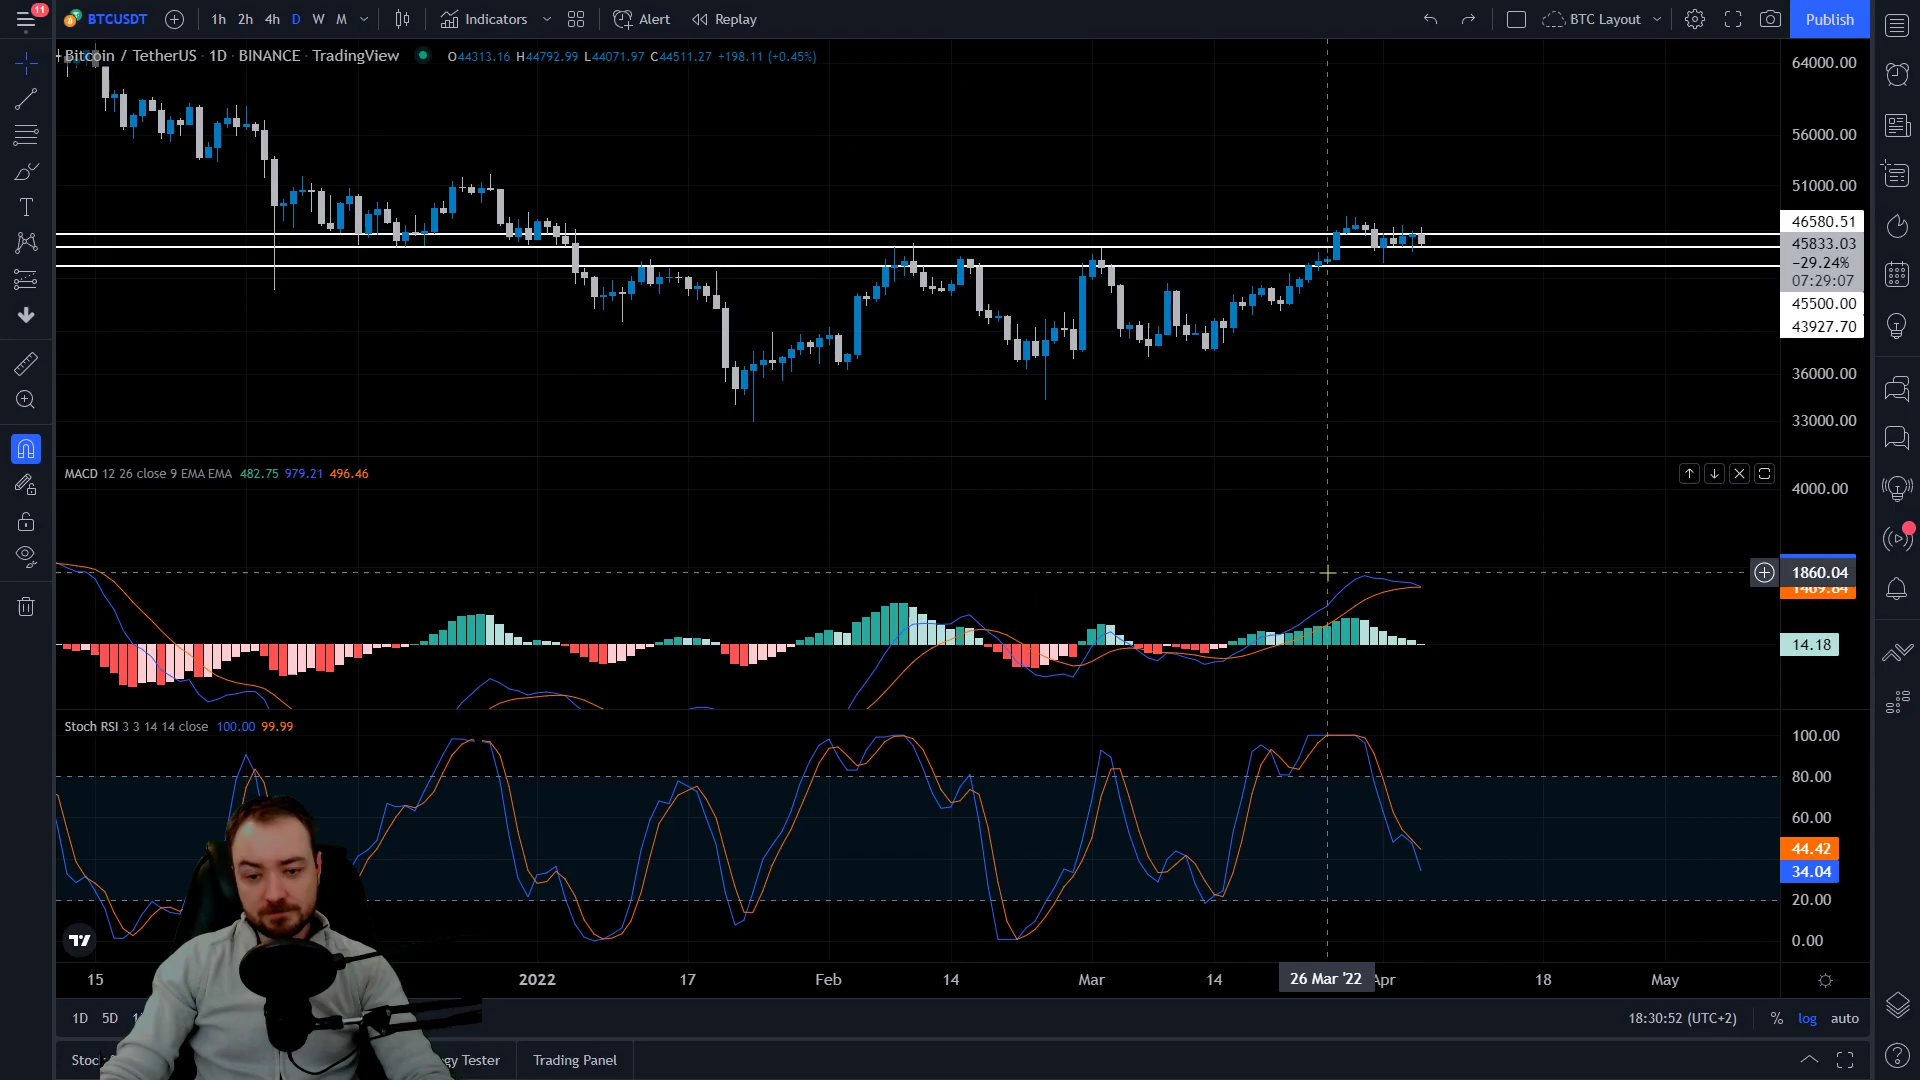 11
BTCUSDT
1h 2h 4h D W M
Indicators
Alert
Replay
BTC Layout
Publish
Bitcoin / TetherUS · 1D · BINANCE · TradingView
O44313.16 H44792.99 L44071.97 C44511.27 +198.11 (+0.45%)
64000.00
56000.00
51000.00
46580.51
45833.03
−29.24%
07:29:07
45500.00
43927.70
36000.00
33000.00
MACD 12 26 close 9 EMA EMA 482.75 979.21 496.46
4000.00
1860.04
1469.84
14.18
Stoch RSI 3 3 14 14 close 100.00 99.99
100.00
80.00
60.00
44.42
34.04
20.00
0.00
15 2022 17 Feb 14 Mar 14 26 Mar '22 Apr 18 May
1D 5D
18:30:52 (UTC+2)
% log auto
Stoc
gy Tester
Trading Panel